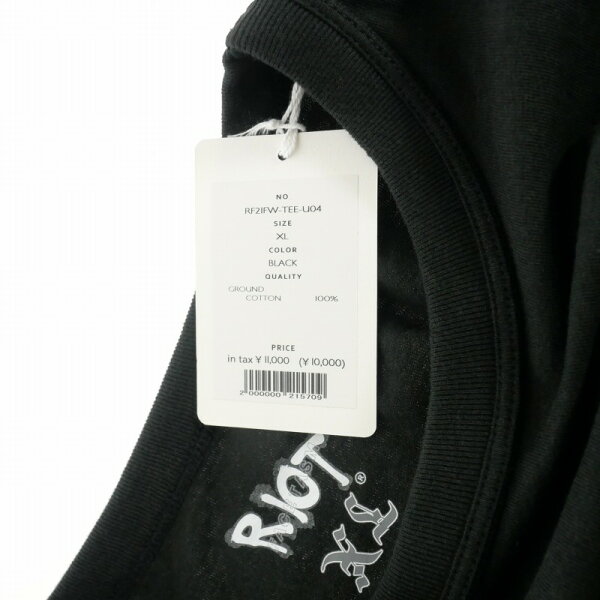 NO
RF21FW-TEE-U04
SIZE
XL
COLOR
BLACK
QUALITY
GROUND
COTTON 100%
PRICE
in tax ¥ 11,000 (¥ 10,000)
2 000000 215709
RIOT
XL
®